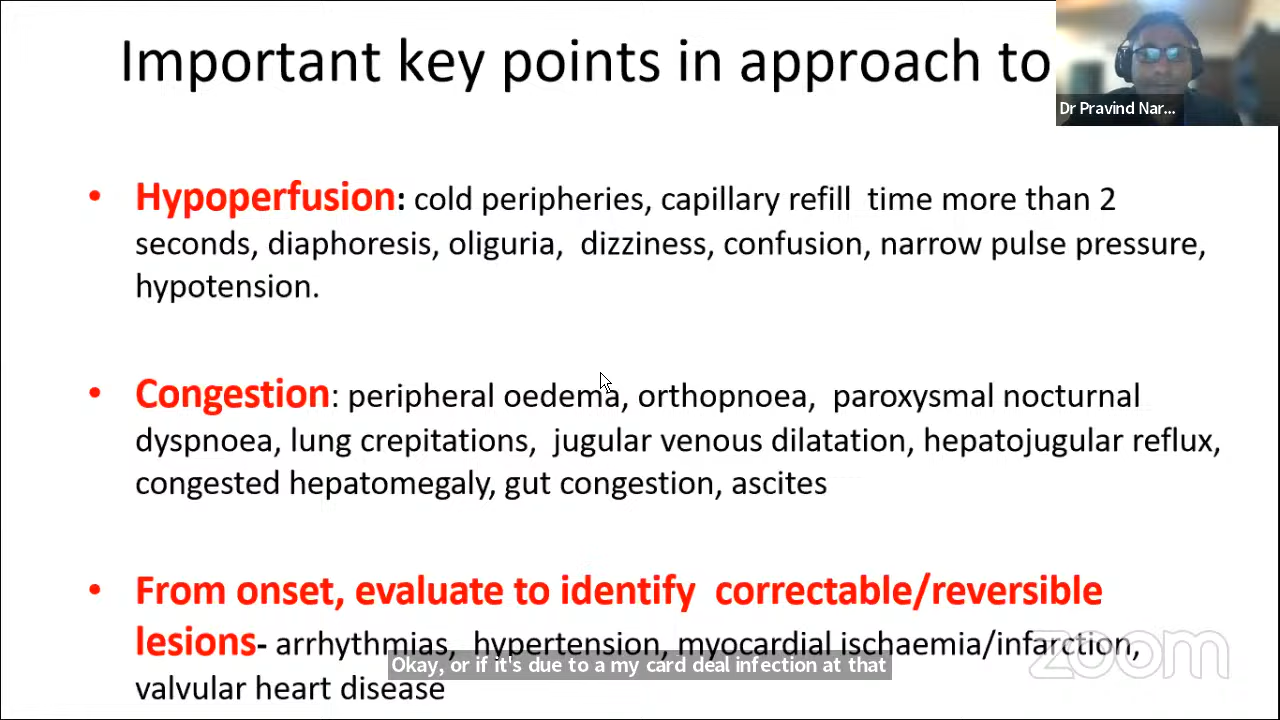 Important key points in approach to
Dr Pravind Nar...
• Hypoperfusion: cold peripheries, capillary refill time more than 2
seconds, diaphoresis, oliguria, dizziness, confusion, narrow pulse pressure,
hypotension.
• Congestion: peripheral oedema, orthopnoea, paroxysmal nocturnal
dyspnoea, lung crepitations, jugular venous dilatation, hepatojugular reflux,
congested hepatomegaly, gut congestion, ascites
• From onset, evaluate to identify correctable/reversible
lesions- arrhythmias, hypertension, myocardial ischaemia/infarction,
zoom
Okay, or if it's due to a my card deal infection at that
valvular heart disease